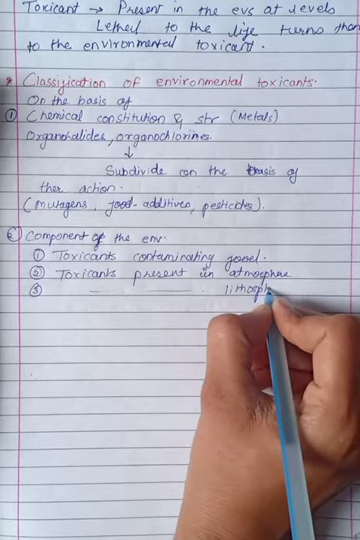 Toxicant → Present in the evs at levels
Lethed to the life turns them
to the environmental toxicant.
* Classification of environmental toxicants.
On the basis of
① Chemical constitution & str (Metals)
Organohalides, organochlorines.
↓
Subdivide on the basis of
ther action.
(mutagens, food-additives, pesticides).
② Component of the env.
① Toxicants contaminating food.
② Toxicants present in atmosphere
③ — — lithosph